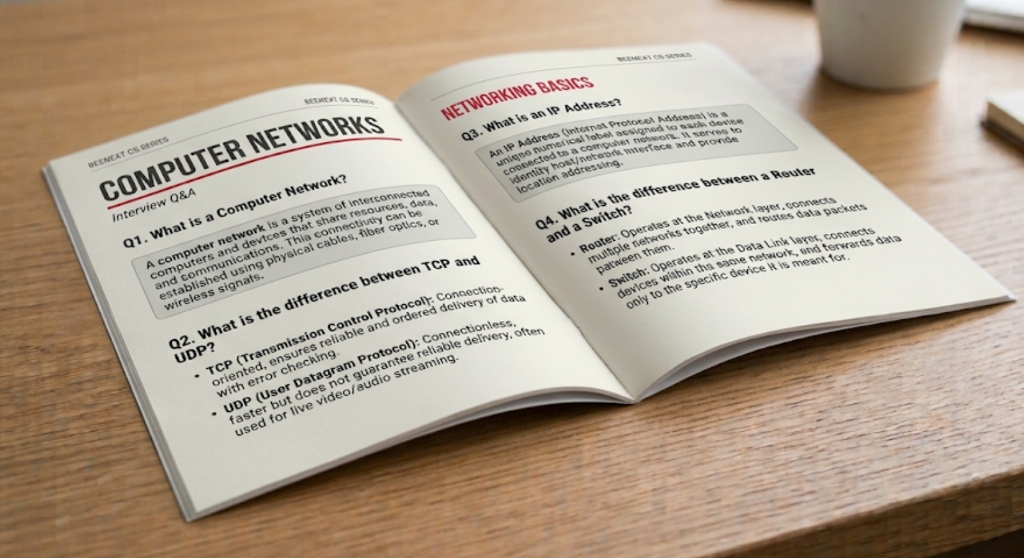 BEENEXT CS SERIES
BEENEXT CS SERIES
COMPUTER NETWORKS
Interview Q&A
Q1. What is a Computer Network?
A computer network is a system of interconnected
computers and devices that share resources, data,
and communications. This connectivity can be
established using physical cables, fiber optics, or
wireless signals.
Q2. What is the difference between TCP and
UDP?
• TCP (Transmission Control Protocol): Connection-
oriented, ensures reliable and ordered delivery of data
with error checking.
• UDP (User Datagram Protocol): Connectionless,
faster but does not guarantee reliable delivery, often
used for live video/audio streaming.
BEENEXT CS SERIES
NETWORKING BASICS
Q3. What is an IP Address?
An IP Address (Internet Protocol Address) is a
unique numerical label assigned to each device
connected to a computer network. It serves to
identity host/network interface and provide
location addressing.
Q4. What is the difference between a Router
and a Switch?
• Router: Operates at the Network layer, connects
multiple networks together, and routes data packets
between them.
• Switch: Operates at the Data Link layer, connects
devices within the same network, and forwards data
only to the specific device it is meant for.